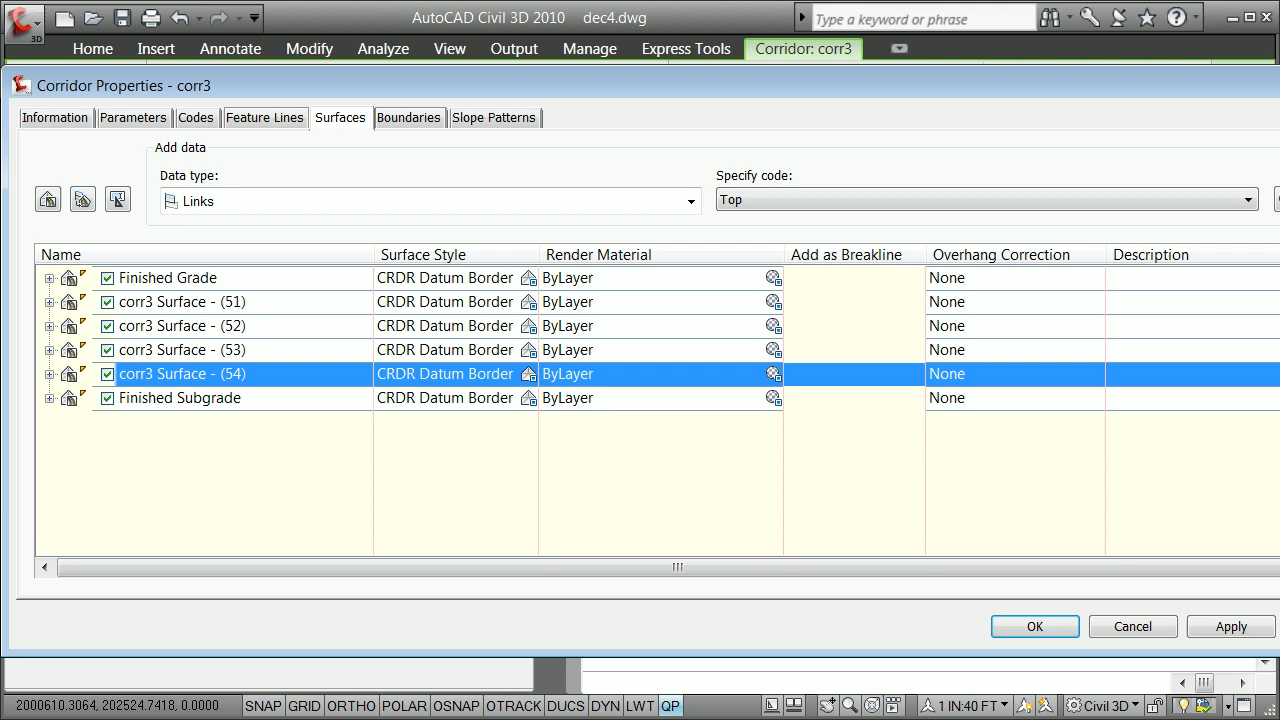 3D
AutoCAD Civil 3D 2010 dec4.dwg
Type a keyword or phrase
Home Insert Annotate Modify Analyze View Output Manage Express Tools Corridor: corr3
Corridor Properties - corr3
Information Parameters Codes Feature Lines Surfaces Boundaries Slope Patterns
Add data
Data type: Specify code:
Links Top
Name Surface Style Render Material Add as Breakline Overhang Correction Description
Finished Grade CRDR Datum Border ByLayer None
corr3 Surface - (51) CRDR Datum Border ByLayer None
corr3 Surface - (52) CRDR Datum Border ByLayer None
corr3 Surface - (53) CRDR Datum Border ByLayer None
corr3 Surface - (54) CRDR Datum Border ByLayer None
Finished Subgrade CRDR Datum Border ByLayer None
OK Cancel Apply
2000610.3064, 202524.7418, 0.0000 SNAP GRID ORTHO POLAR OSNAP OTRACK DUCS DYN LWT QP 1 IN:40 FT Civil 3D